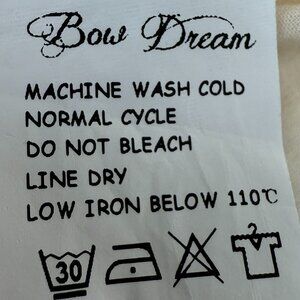 Bow Dream
MACHINE WASH COLD
NORMAL CYCLE
DO NOT BLEACH
LINE DRY
LOW IRON BELOW 110℃
30